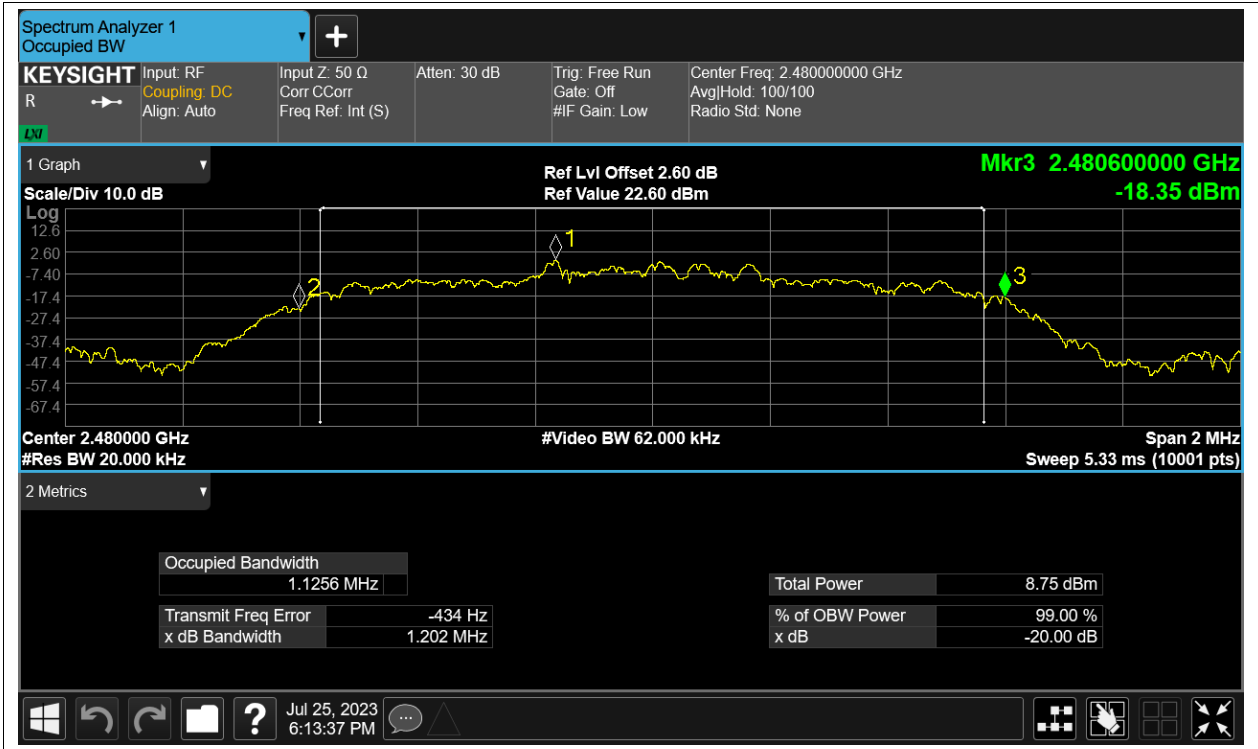 Spectrum Analyzer 1
Occupied BW
KEYSIGHT
R
LXI
Input: RF
Coupling: DC
Align: Auto
Input Z: 50 Ω
Corr CCorr
Freq Ref: Int (S)
Atten: 30 dB
Trig: Free Run
Gate: Off
#IF Gain: Low
Center Freq: 2.480000000 GHz
Avg|Hold: 100/100
Radio Std: None
1 Graph
Scale/Div 10.0 dB
Ref Lvl Offset 2.60 dB
Ref Value 22.60 dBm
Mkr3 2.480600000 GHz
-18.35 dBm
Log
12.6
2.60
-7.40
-17.4
-27.4
-37.4
-47.4
-57.4
-67.4
1
2
3
Center 2.480000 GHz
#Res BW 20.000 kHz
#Video BW 62.000 kHz
Span 2 MHz
Sweep 5.33 ms (10001 pts)
2 Metrics
Occupied Bandwidth
1.1256 MHz
Transmit Freq Error -434 Hz
x dB Bandwidth 1.202 MHz
Total Power 8.75 dBm
% of OBW Power 99.00 %
x dB -20.00 dB
?
Jul 25, 2023
6:13:37 PM